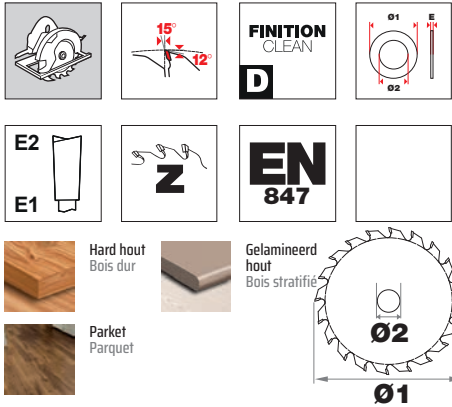 15°
12°
FINITION
CLEAN
D
Ø1
E
Ø2
E2
E1
Z
EN
847
Hard hout
Bois dur
Gelamineerd
hout
Bois stratifié
Parket
Parquet
Ø2
Ø1